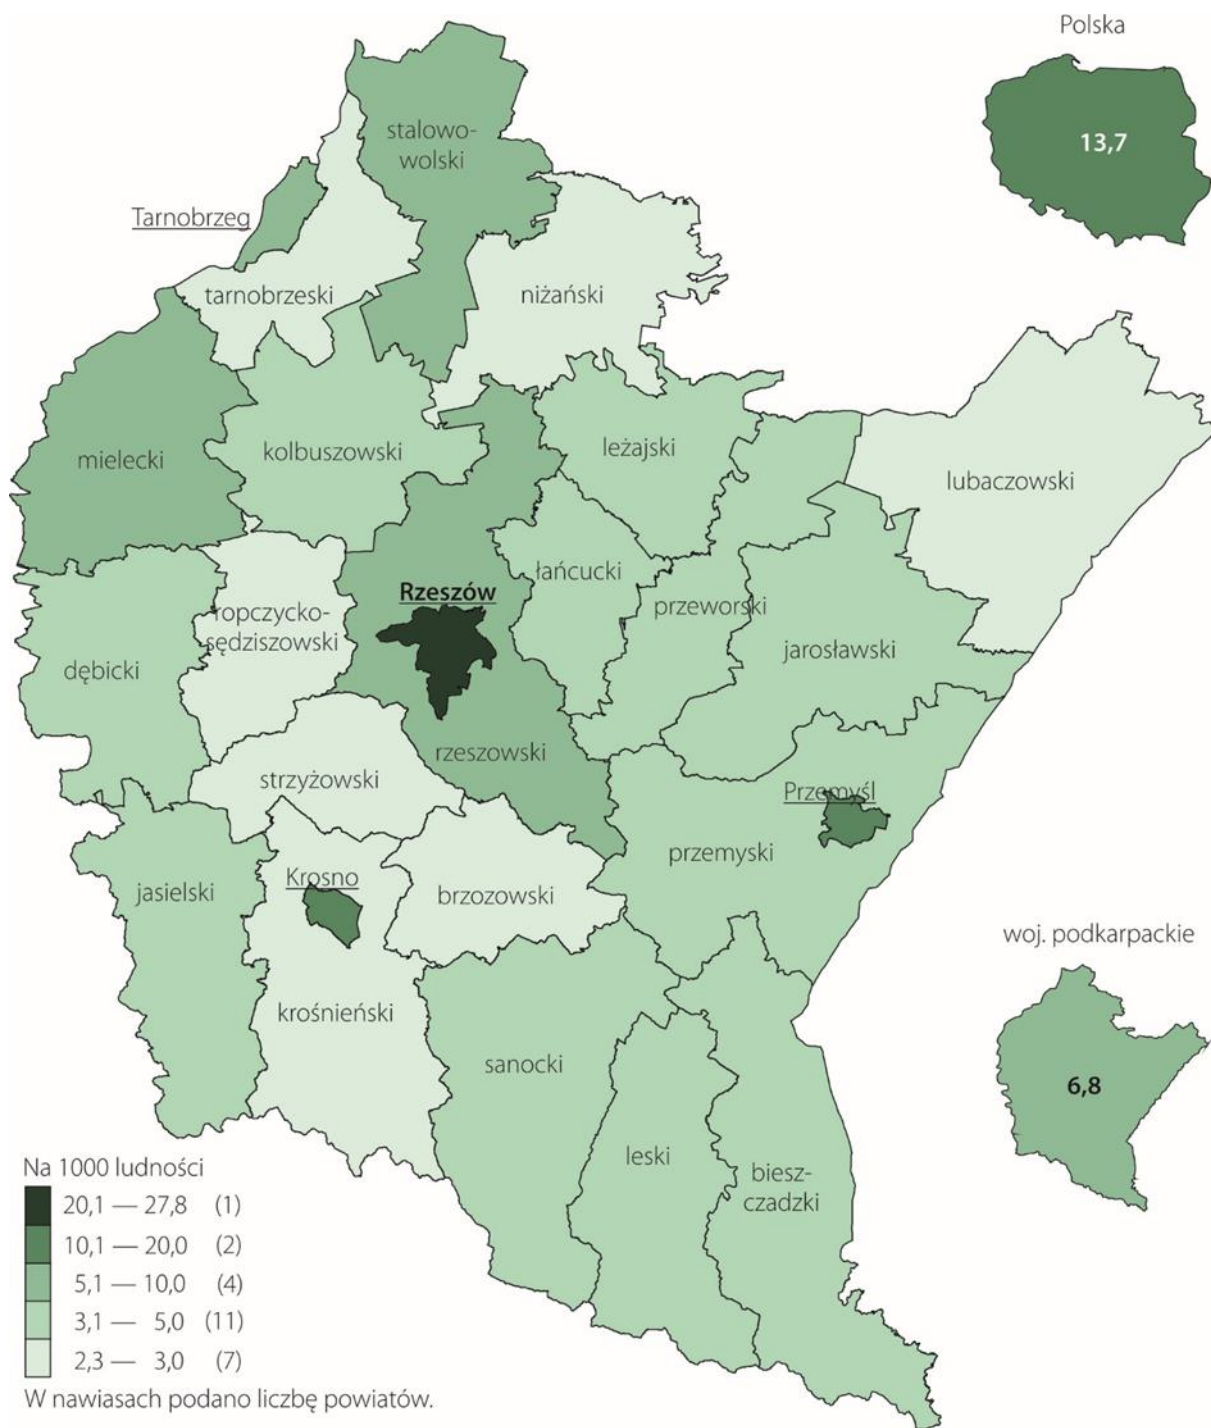 Polska
13,7
stalowo-
wolski
Tarnobrzeg
tarnobrzeski
niżański
mielecki
kolbuszowski
leżajski
lubaczowski
łańcucki
przeworski
Rzeszów
ropczycko-
sędziszowski
jarosławski
dębicki
rzeszowski
strzyżowski
Przemyśl
przemyski
jasielski
Krosno
brzozowski
woj. podkarpackie
6,8
krośnieński
sanocki
leski
biesz-
czadzki
Na 1000 ludności
20,1 — 27,8 (1)
10,1 — 20,0 (2)
5,1 — 10,0 (4)
3,1 — 5,0 (11)
2,3 — 3,0 (7)
W nawiasach podano liczbę powiatów.